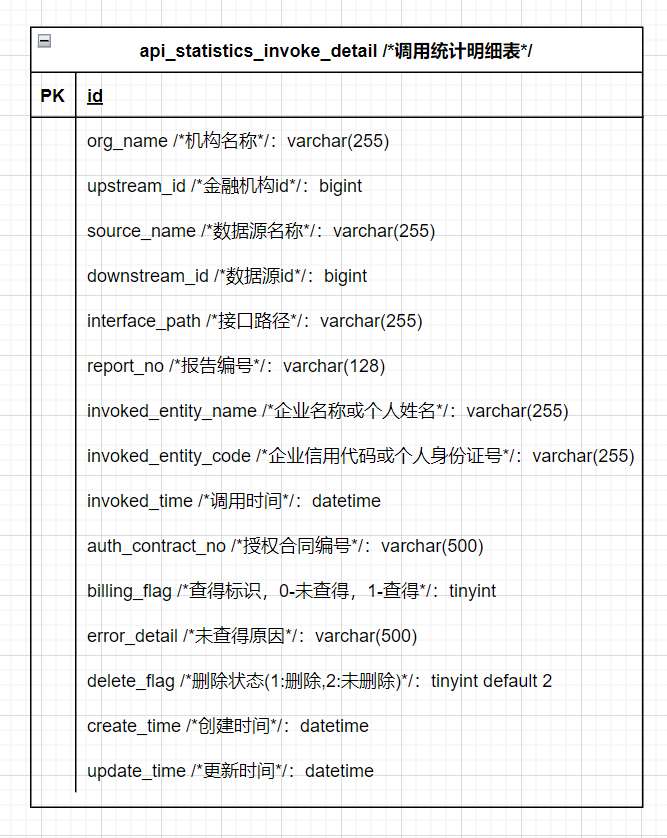 api_statistics_invoke_detail /*调用统计明细表*/
PK id
org_name /*机构名称*/：varchar(255)
upstream_id /*金融机构id*/：bigint
source_name /*数据源名称*/：varchar(255)
downstream_id /*数据源id*/：bigint
interface_path /*接口路径*/：varchar(255)
report_no /*报告编号*/：varchar(128)
invoked_entity_name /*企业名称或个人姓名*/：varchar(255)
invoked_entity_code /*企业信用代码或个人身份证号*/：varchar(255)
invoked_time /*调用时间*/：datetime
auth_contract_no /*授权合同编号*/：varchar(500)
billing_flag /*查得标识，0-未查得，1-查得*/：tinyint
error_detail /*未查得原因*/：varchar(500)
delete_flag /*删除状态(1:删除,2:未删除)*/：tinyint default 2
create_time /*创建时间*/：datetime
update_time /*更新时间*/：datetime